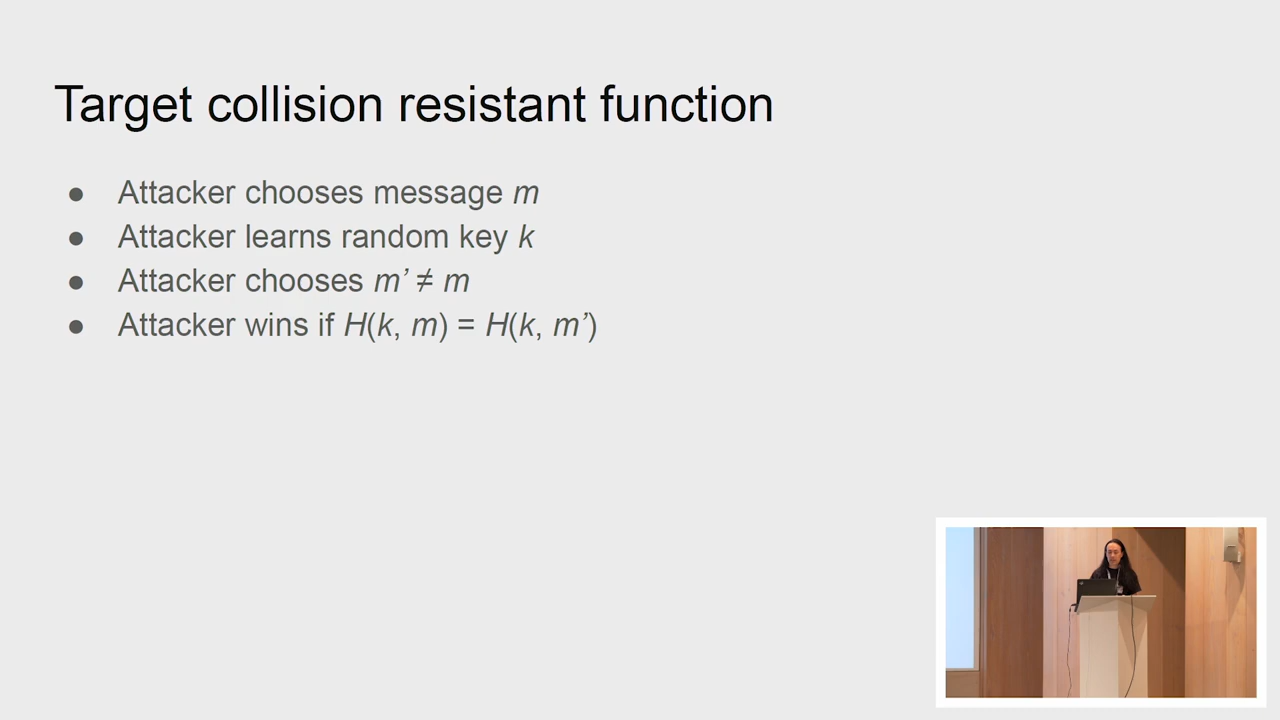 Target collision resistant function
● Attacker chooses message m
● Attacker learns random key k
● Attacker chooses m’ ≠ m
● Attacker wins if H(k, m) = H(k, m’)